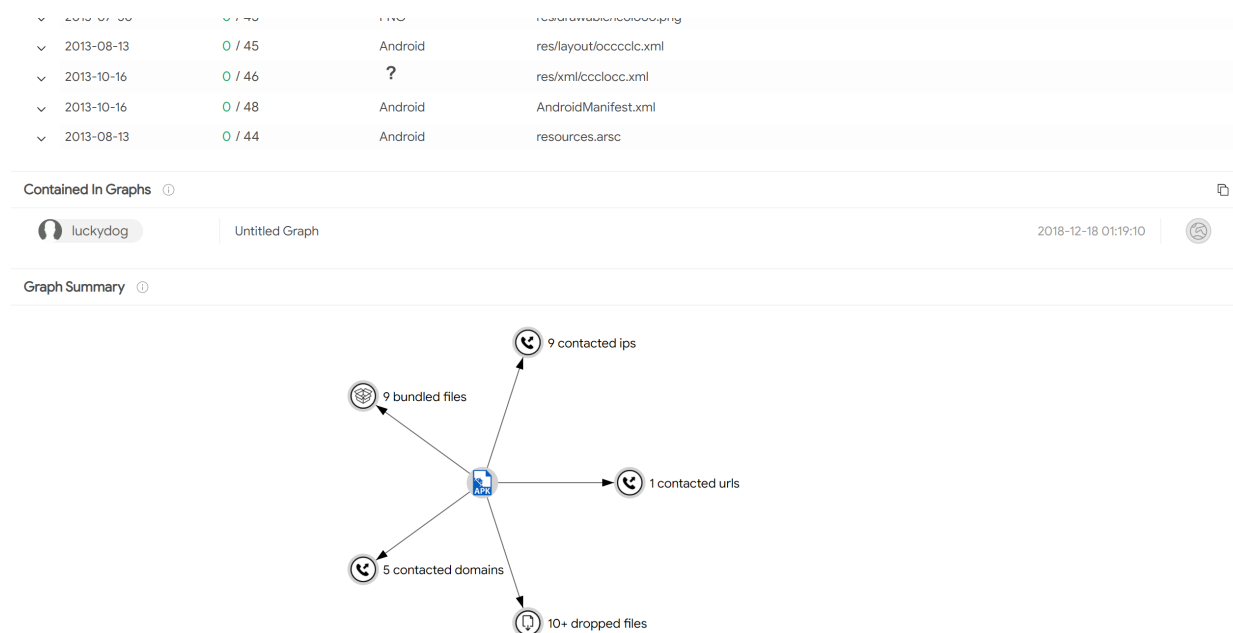 2013-08-13 0 / 45 Android res/layout/occcclc.xml
2013-10-16 0 / 46 ? res/xml/ccclocc.xml
2013-10-16 0 / 48 Android AndroidManifest.xml
2013-08-13 0 / 44 Android resources.arsc
Contained In Graphs
luckydog Untitled Graph 2018-12-18 01:19:10
Graph Summary
9 contacted ips
9 bundled files
APK
1 contacted urls
5 contacted domains
10+ dropped files